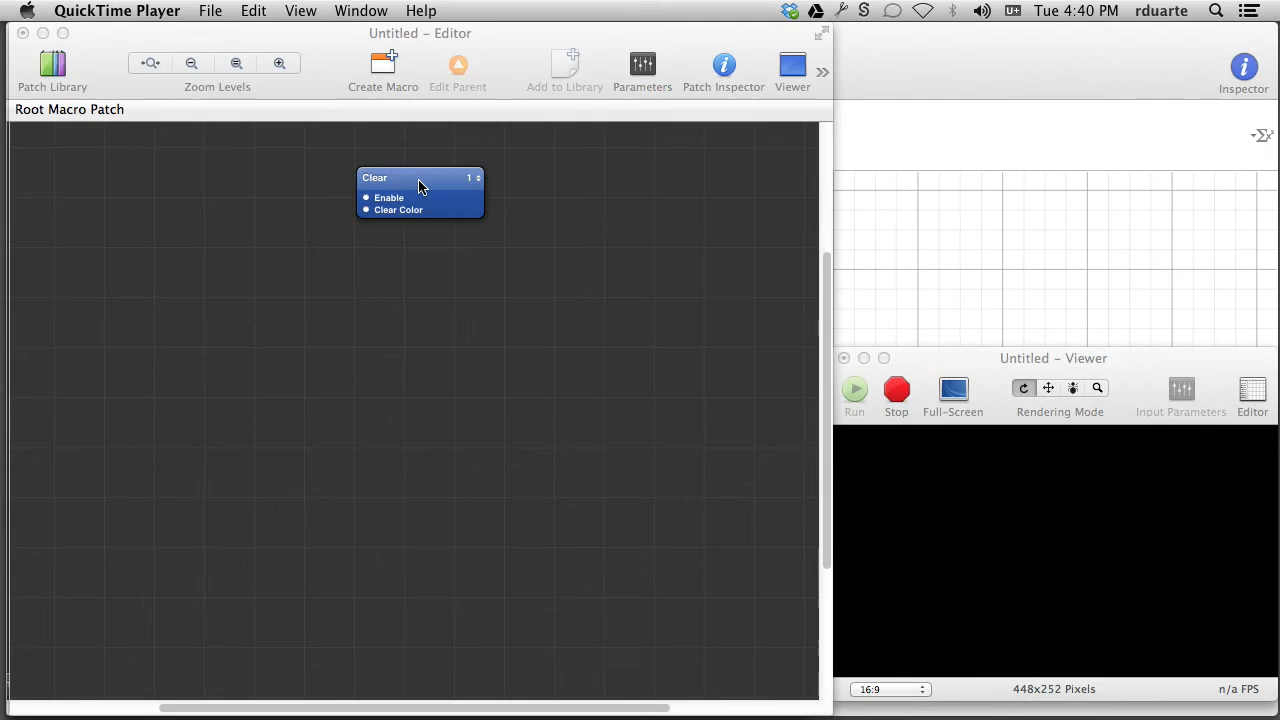 QuickTime Player File Edit View Window Help Tue 4:40 PM rduarte
Untitled – Editor
Patch Library Zoom Levels Create Macro Edit Parent Add to Library Parameters Patch Inspector Viewer
Inspector
Root Macro Patch
Clear 1
Enable
Clear Color
Untitled – Viewer
Run Stop Full-Screen Rendering Mode Input Parameters Editor
16:9 448x252 Pixels n/a FPS